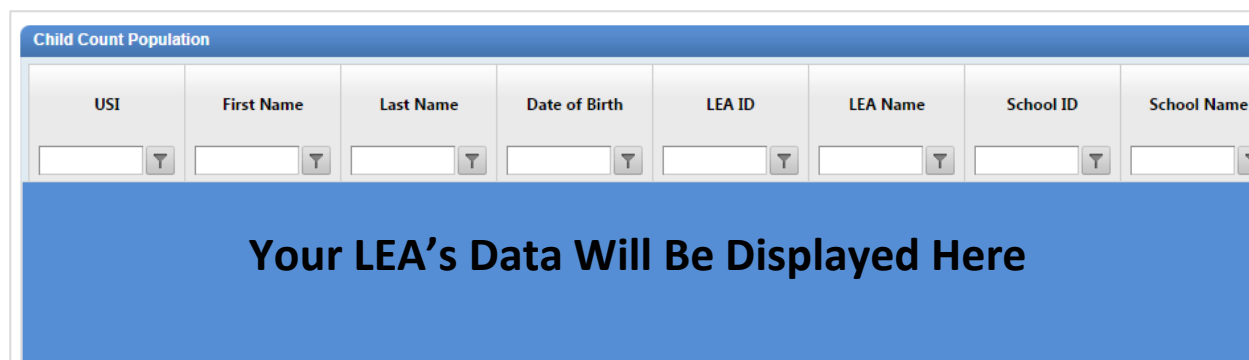 Child Count Population
USI First Name Last Name Date of Birth LEA ID LEA Name School ID School Name
Your LEA’s Data Will Be Displayed Here